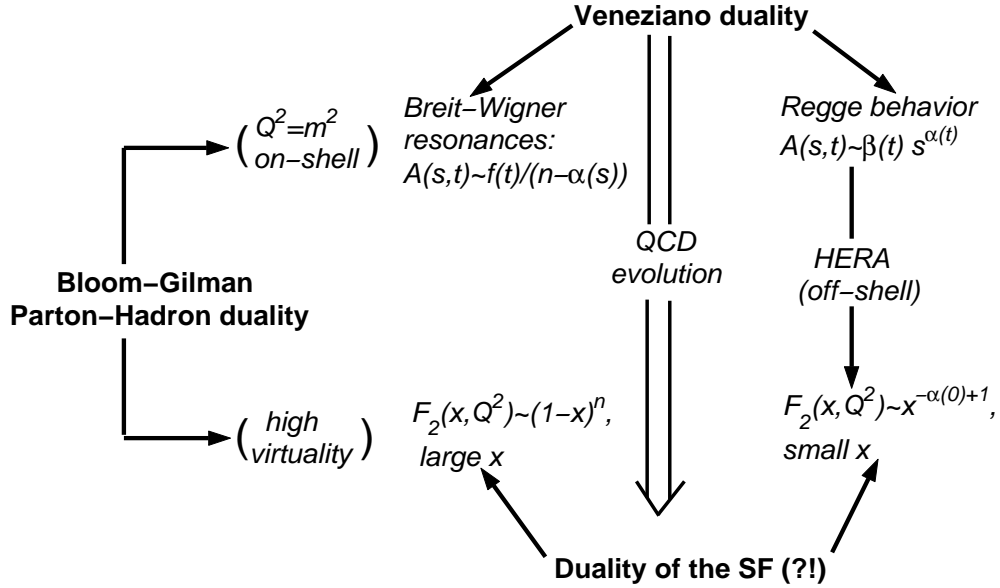 Veneziano duality
Breit−Wigner
resonances:
A(s,t)~f(t)/(n-α(s))
Regge behavior
A(s,t)~β(t) s^α(t)
(Q²=m²
on−shell)
QCD
evolution
HERA
(off−shell)
Bloom−Gilman
Parton−Hadron duality
(high
virtuality)
F₂(x,Q²)~(1−x)ⁿ,
large x
F₂(x,Q²)~x^−α(0)+1,
small x
Duality of the SF (?!)